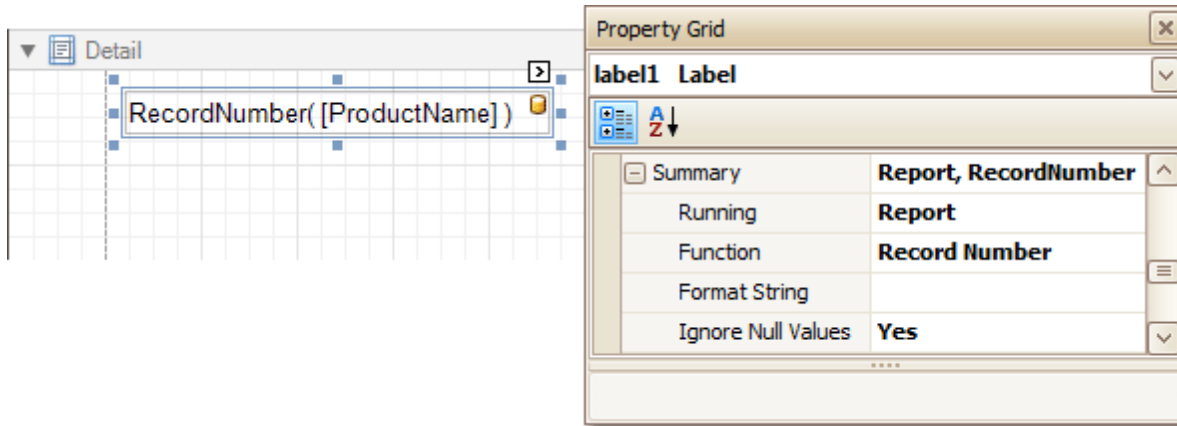 Detail
RecordNumber( [ProductName] )
Property Grid
label1 Label
A
Z
Summary Report, RecordNumber
Running Report
Function Record Number
Format String
Ignore Null Values Yes